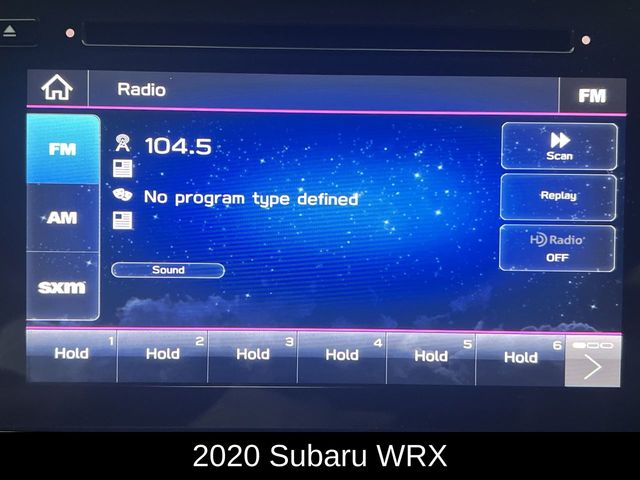 Radio
FM
FM
104.5
Scan
No program type defined
Replay
AM
HD Radio
OFF
Sound
sxm
1 2 3 4 5 6
Hold Hold Hold Hold Hold Hold
2020 Subaru WRX